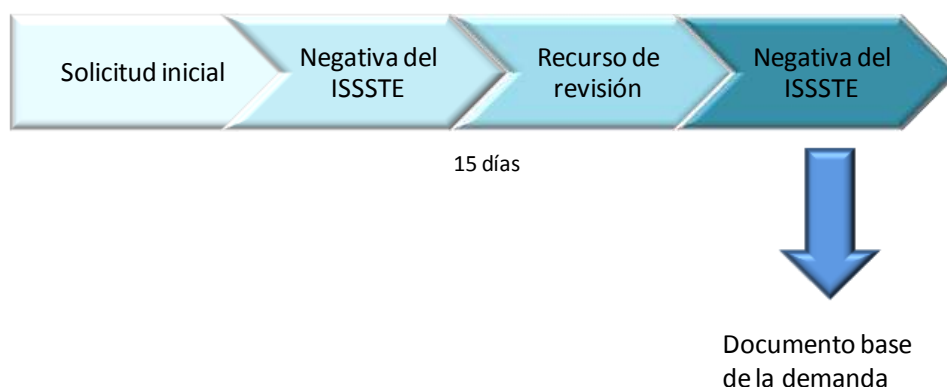 Solicitud inicial
Negativa del
ISSSTE
Recurso de
revisión
Negativa del
ISSSTE
15 días
Documento base
de la demanda